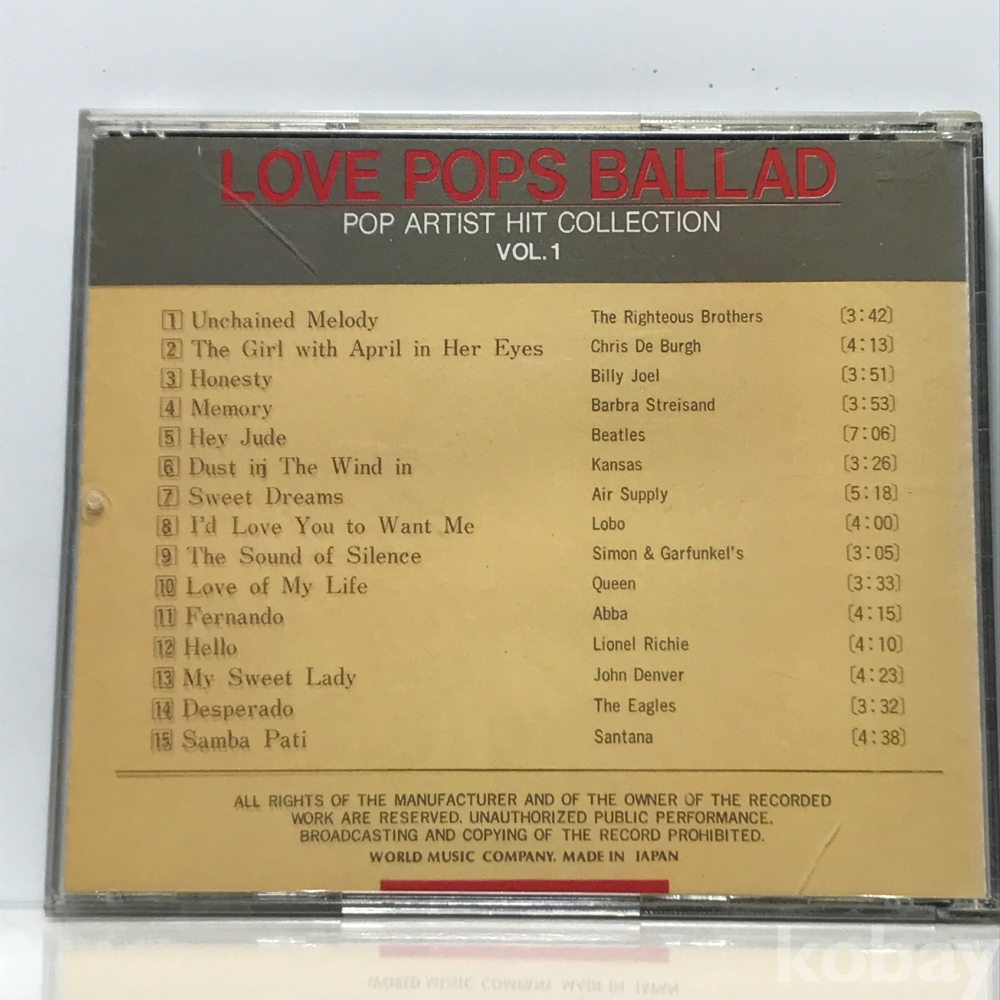 LOVE POPS BALLAD
POP ARTIST HIT COLLECTION
VOL.1
1 Unchained Melody The Righteous Brothers (3:42)
2 The Girl with April in Her Eyes Chris De Burgh (4:13)
3 Honesty Billy Joel (3:51)
4 Memory Barbra Streisand (3:53)
5 Hey Jude Beatles (7:06)
6 Dust in The Wind in Kansas (3:26)
7 Sweet Dreams Air Supply (5:18)
8 I'd Love You to Want Me Lobo (4:00)
9 The Sound of Silence Simon & Garfunkel's (3:05)
10 Love of My Life Queen (3:33)
11 Fernando Abba (4:15)
12 Hello Lionel Richie (4:10)
13 My Sweet Lady John Denver (4:23)
14 Desperado The Eagles (3:32)
15 Samba Pati Santana (4:38)
ALL RIGHTS OF THE MANUFACTURER AND OF THE OWNER OF THE RECORDED
WORK ARE RESERVED. UNAUTHORIZED PUBLIC PERFORMANCE.
BROADCASTING AND COPYING OF THE RECORD PROHIBITED.
WORLD MUSIC COMPANY. MADE IN JAPAN
kobay